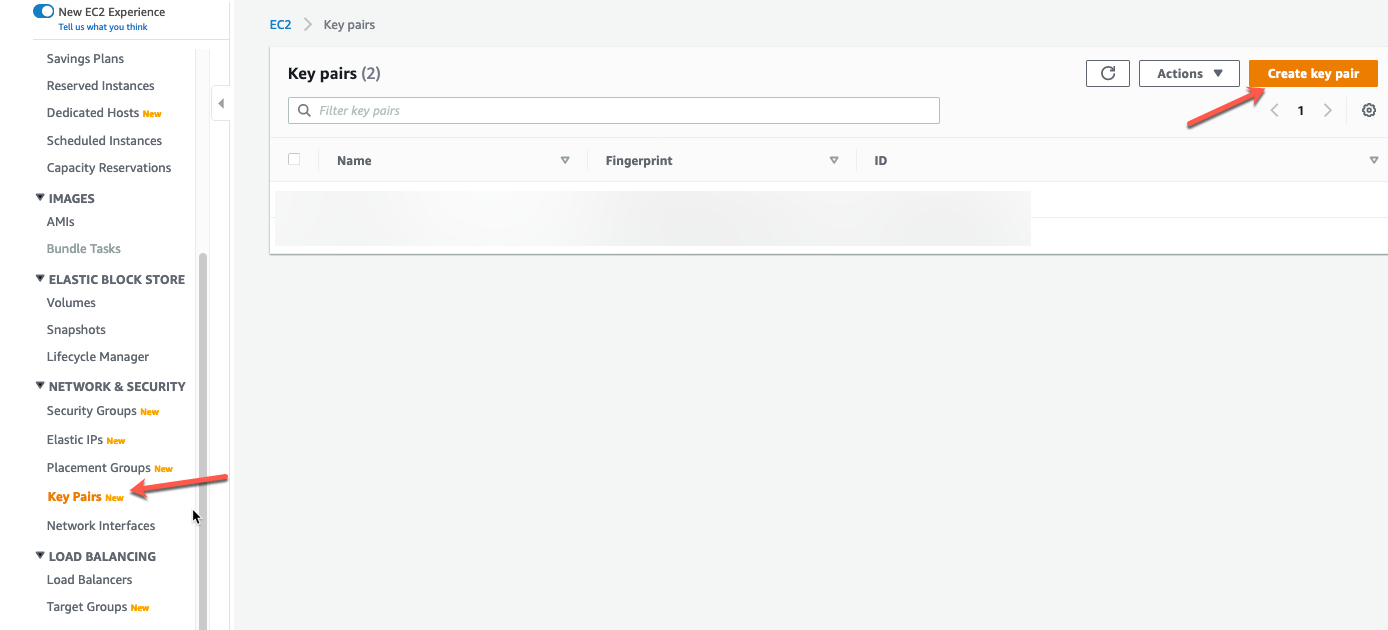 New EC2 Experience
Tell us what you think
Savings Plans
Reserved Instances
Dedicated Hosts New
Scheduled Instances
Capacity Reservations
IMAGES
AMIs
Bundle Tasks
ELASTIC BLOCK STORE
Volumes
Snapshots
Lifecycle Manager
NETWORK & SECURITY
Security Groups New
Elastic IPs New
Placement Groups New
Key Pairs New
Network Interfaces
LOAD BALANCING
Load Balancers
Target Groups New
EC2 > Key pairs
Key pairs (2)
Actions
Create key pair
Filter key pairs
1
Name Fingerprint ID